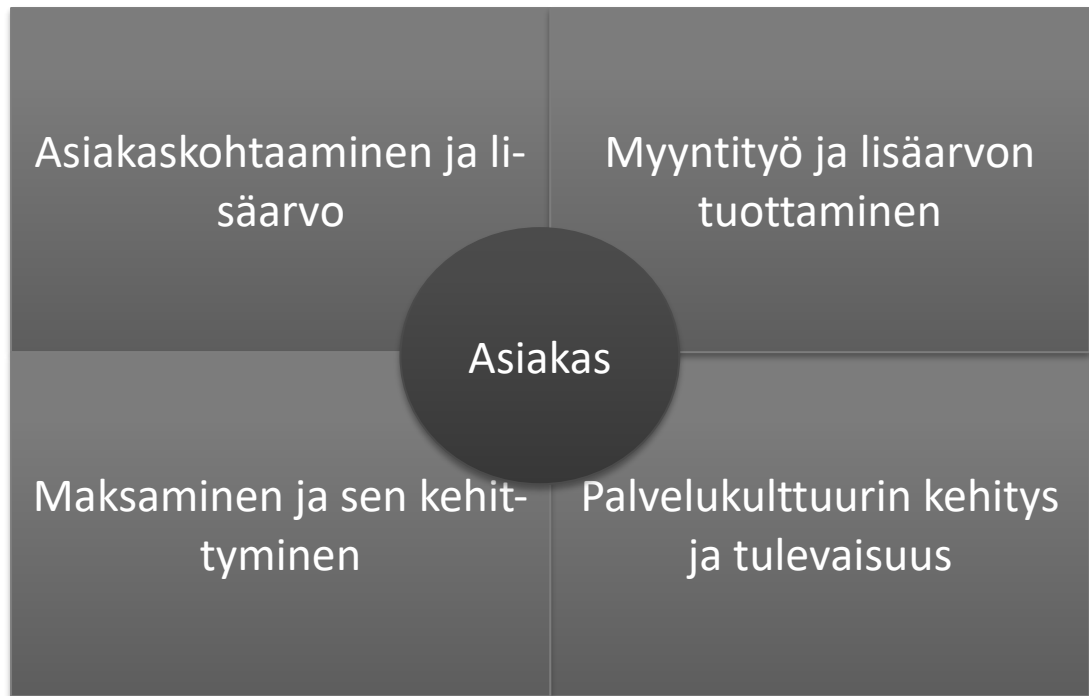 Asiakaskohtaaminen ja li-
säarvo
Myyntityö ja lisäarvon
tuottaminen
Asiakas
Maksaminen ja sen kehit-
tyminen
Palvelukulttuurin kehitys
ja tulevaisuus